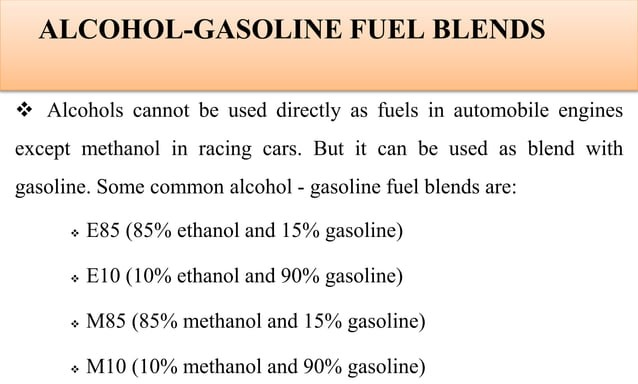 ALCOHOL-GASOLINE FUEL BLENDS
❖ Alcohols cannot be used directly as fuels in automobile engines
except methanol in racing cars. But it can be used as blend with
gasoline. Some common alcohol - gasoline fuel blends are:
❖ E85 (85% ethanol and 15% gasoline)
❖ E10 (10% ethanol and 90% gasoline)
❖ M85 (85% methanol and 15% gasoline)
❖ M10 (10% methanol and 90% gasoline)